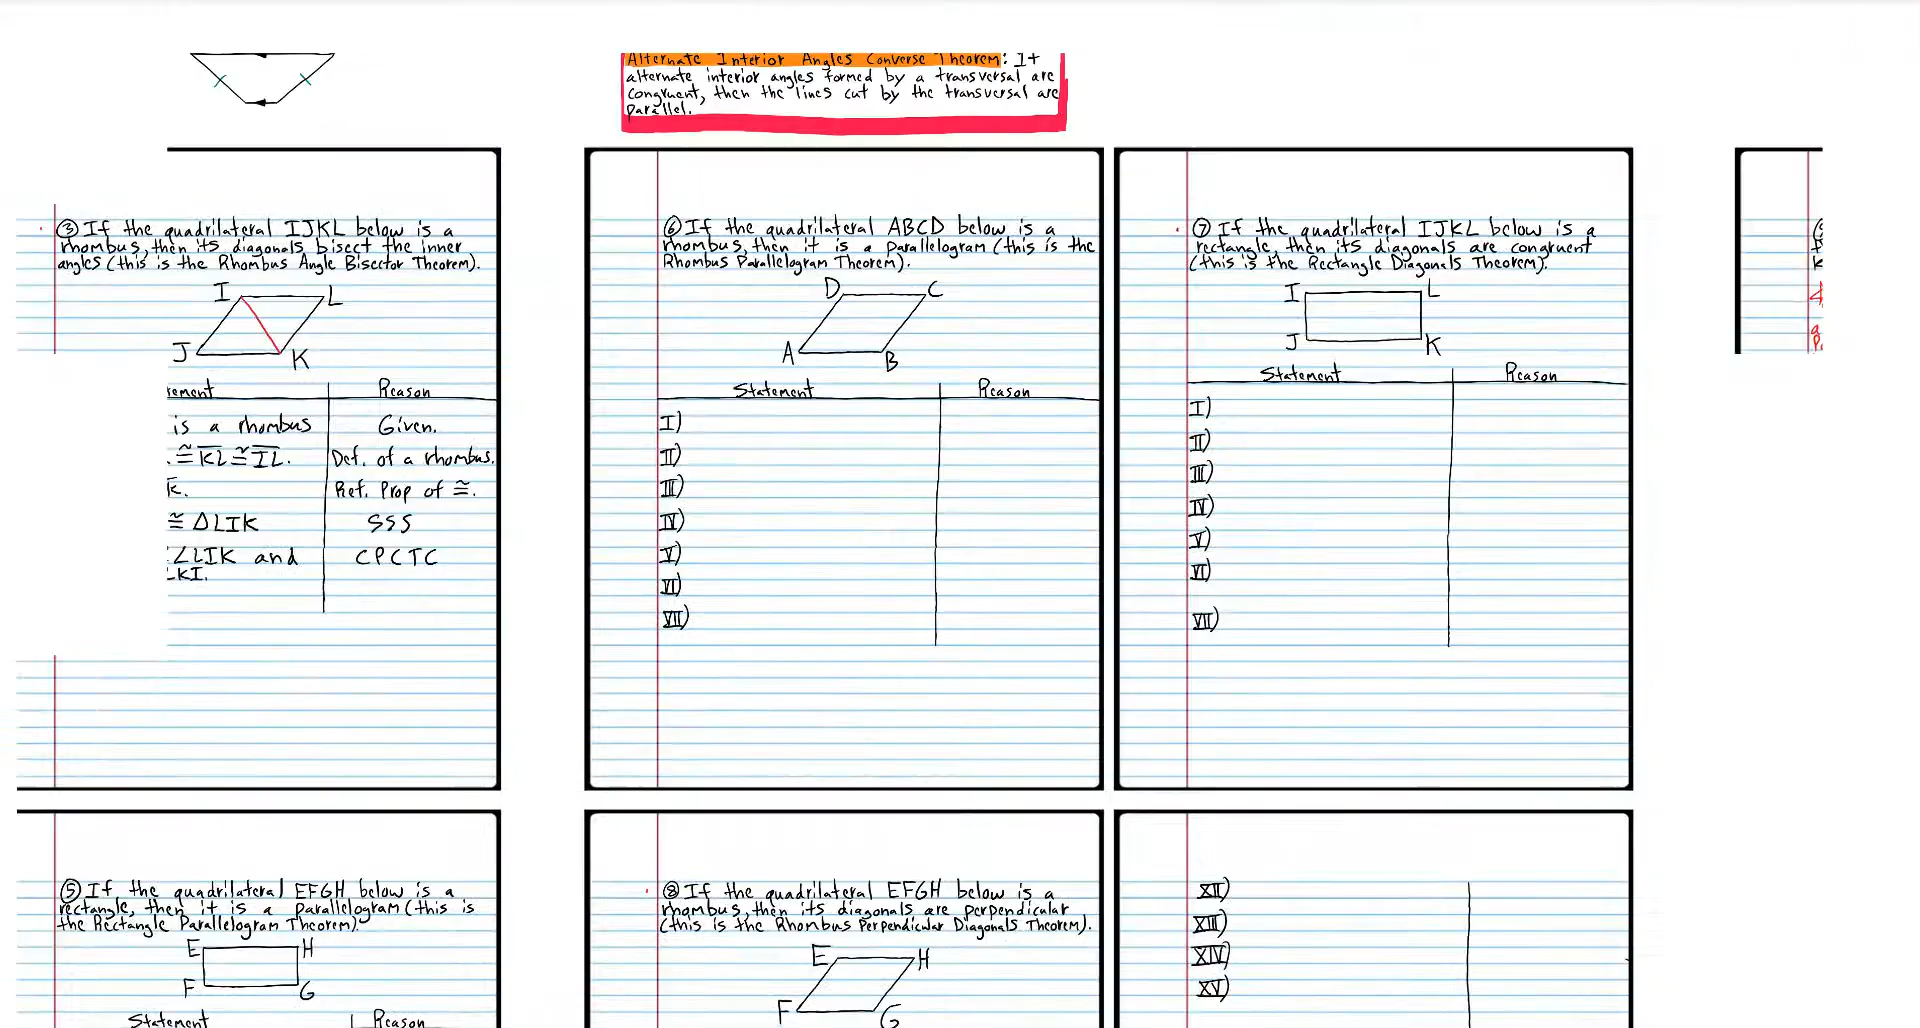 Alternate Interior Angles Converse Theorem: If
alternate interior angles formed by a transversal are
congruent, then the lines cut by the transversal are
parallel.
③ If the quadrilateral IJKL below is a
rhombus, then its diagonals bisect the inner
angles (this is the Rhombus Angle Bisector Theorem).
I L
J K
Reason
is a rhombus Given.
≅ KL ≅ IL. Def. of a rhombus.
K. Ref. Prop of ≅.
≅ ΔLIK SSS
∠LIK and CPCTC
LKI.
⑥ If the quadrilateral ABCD below is a
rhombus, then it is a parallelogram (this is the
Rhombus Parallelogram Theorem).
D C
A B
Statement Reason
I)
II)
III)
IV)
V)
VI)
VII)
⑦ If the quadrilateral IJKL below is a
rectangle, then its diagonals are congruent
(this is the Rectangle Diagonals Theorem).
I L
J K
Statement Reason
I)
II)
III)
IV)
V)
VI)
VII)
⑤ If the quadrilateral EFGH below is a
rectangle, then it is a parallelogram (this is
the Rectangle Parallelogram Theorem).
E H
F G
Statement Reason
⑧ If the quadrilateral EFGH below is a
rhombus, then its diagonals are perpendicular
(this is the Rhombus Perpendicular Diagonals Theorem).
E H
F G
XII)
XIII)
XIV)
XV)